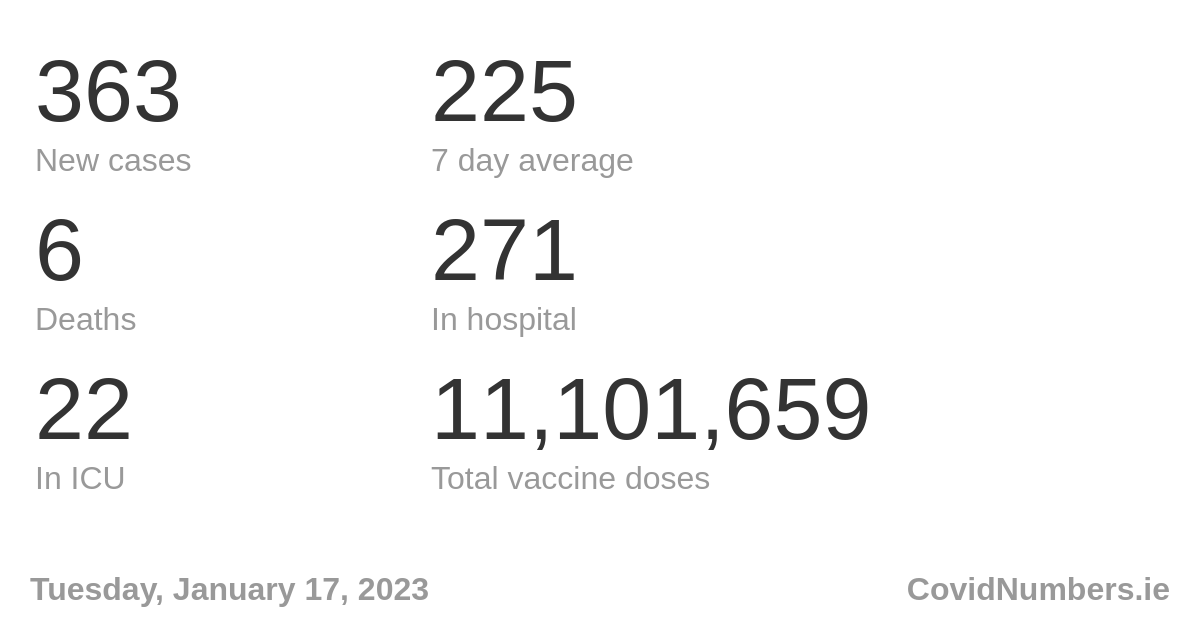 363
225
New cases
7 day average
6
271
Deaths
In hospital
22
11,101,659
In ICU
Total vaccine doses
Tuesday, January 17, 2023
CovidNumbers.ie